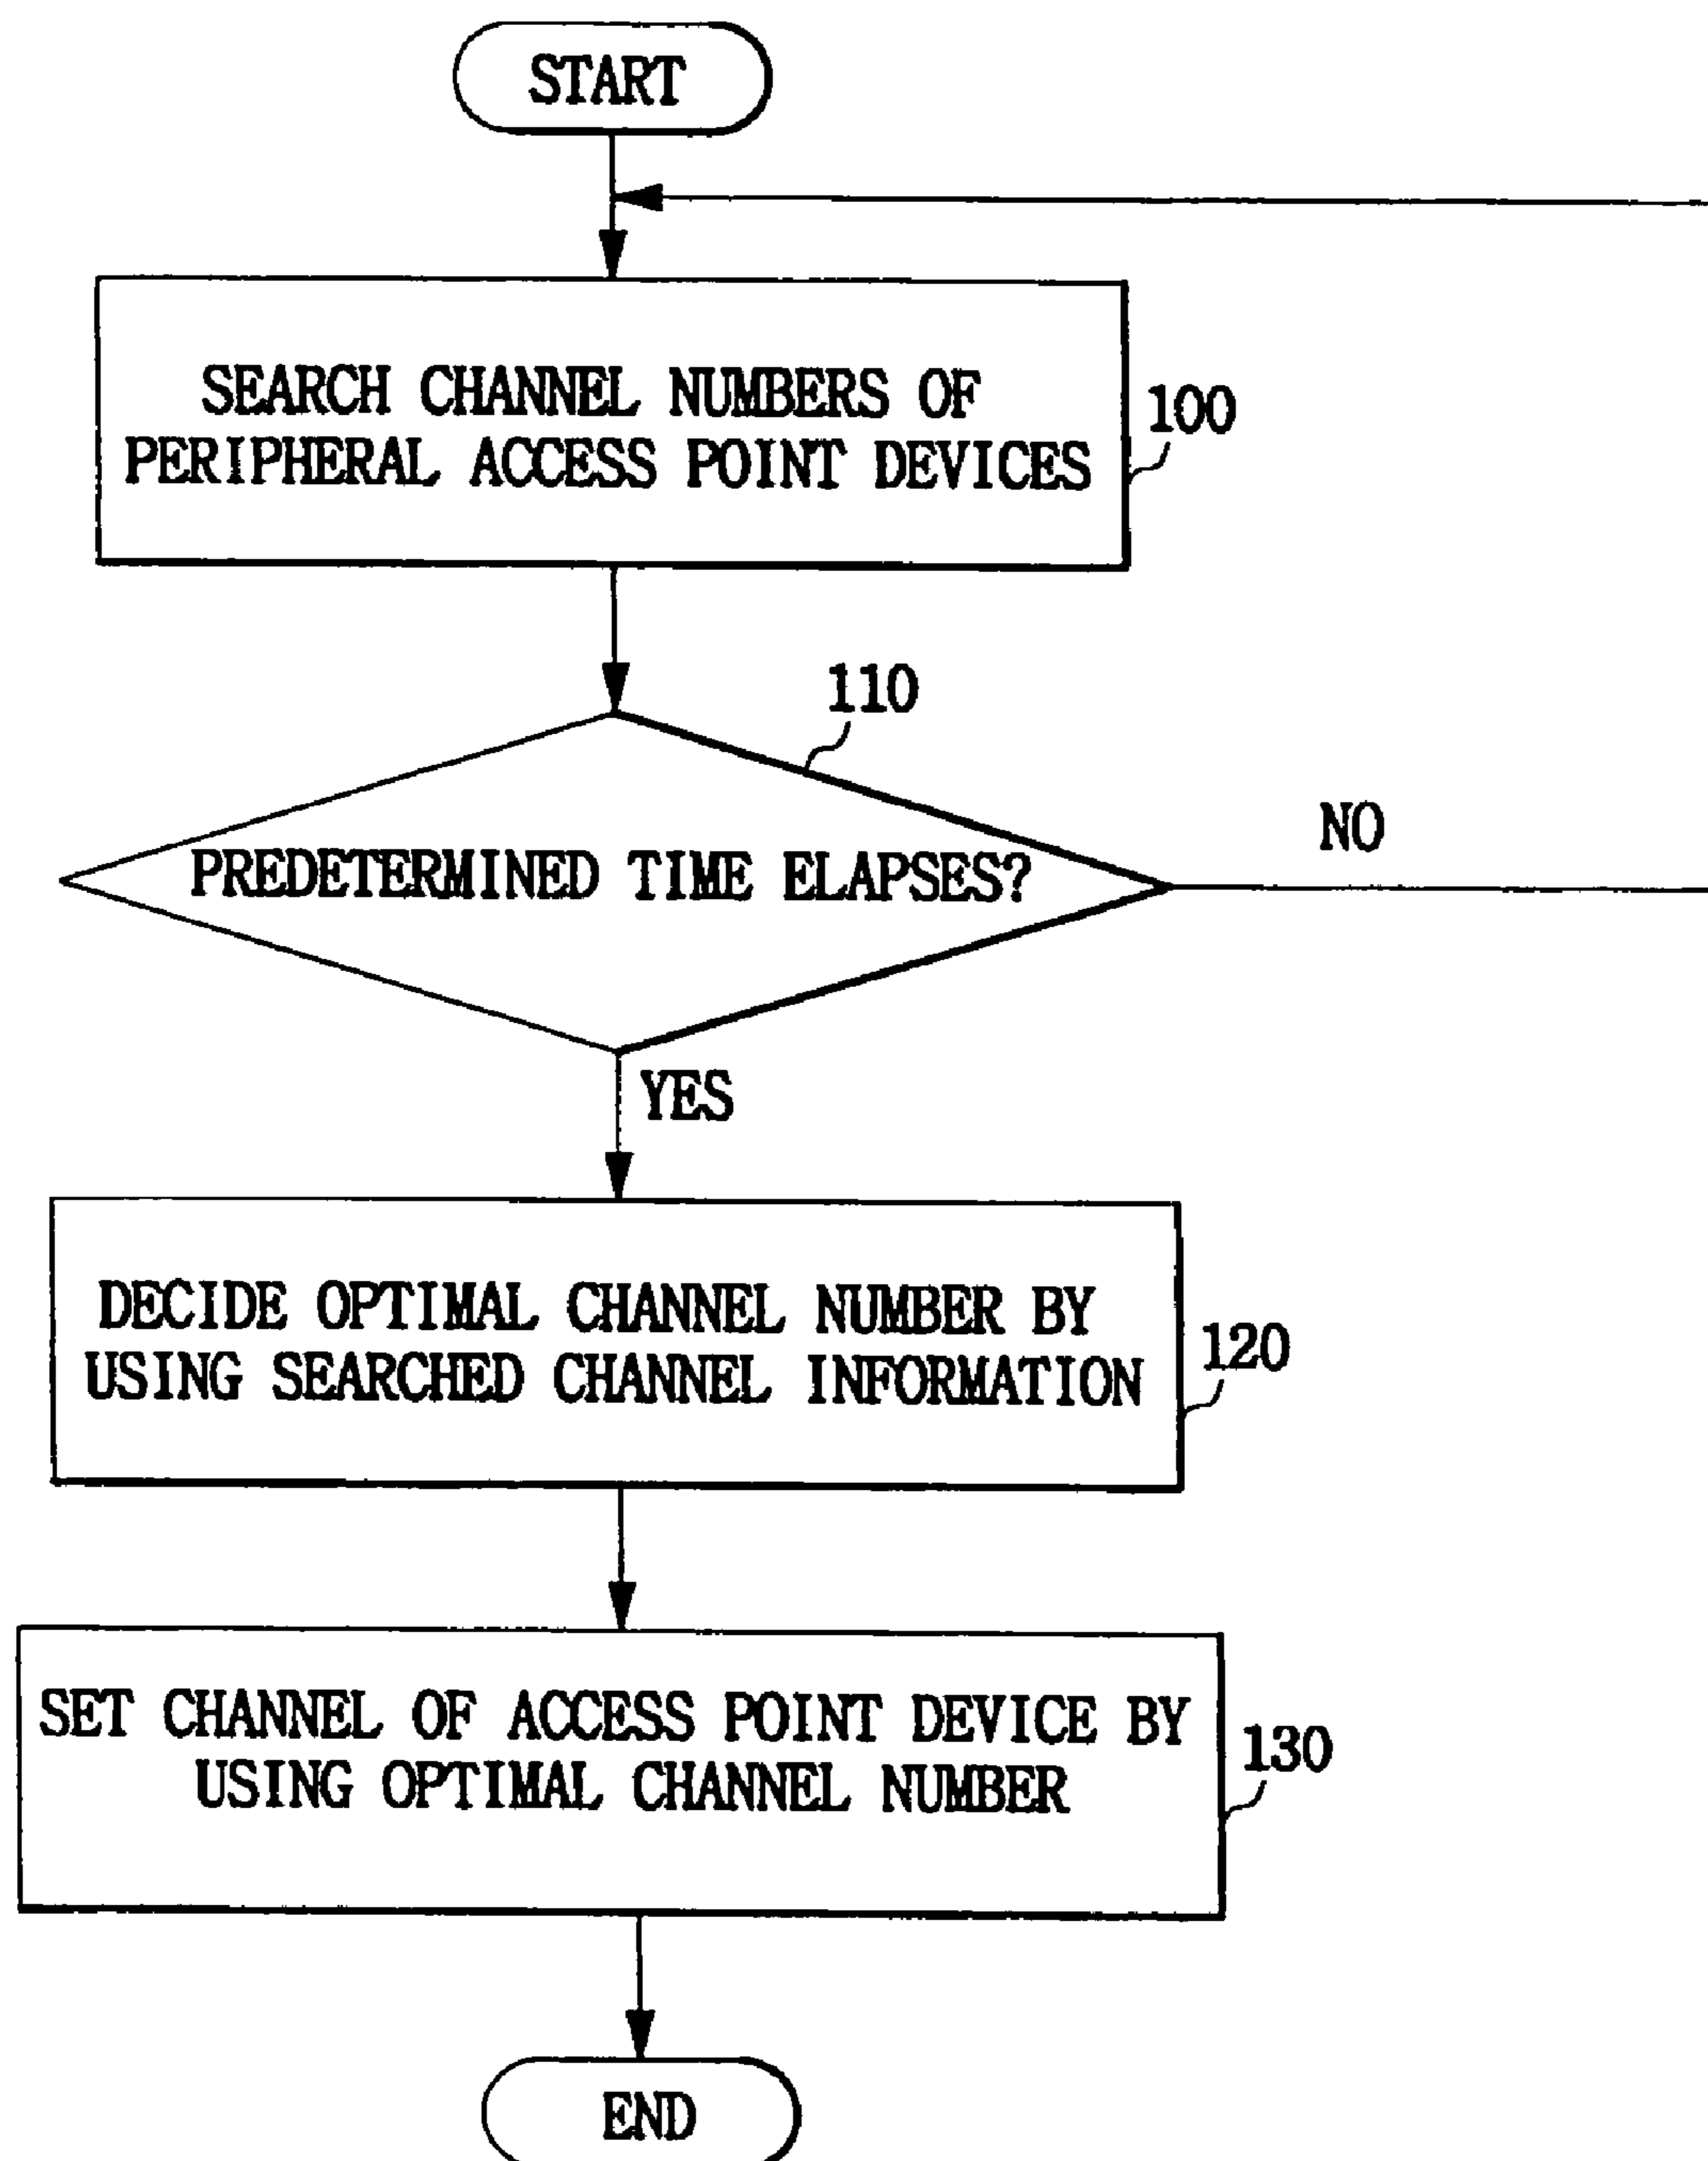 START
SEARCH CHANNEL NUMBERS OF
PERIPHERAL ACCESS POINT DEVICES
100
110
PREDETERMINED TIME ELAPSES?
NO
YES
DECIDE OPTIMAL CHANNEL NUMBER BY
USING SEARCHED CHANNEL INFORMATION
120
SET CHANNEL OF ACCESS POINT DEVICE BY
USING OPTIMAL CHANNEL NUMBER
130
END